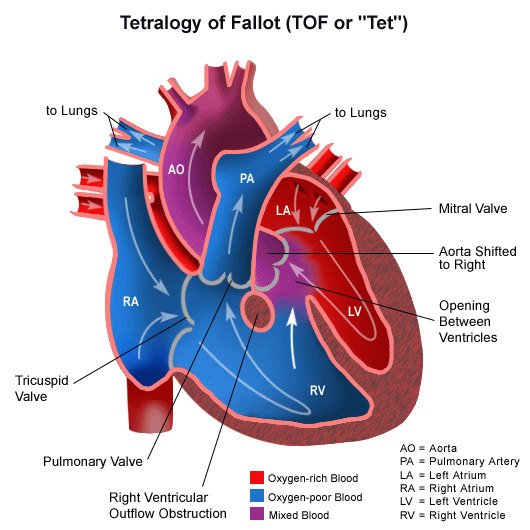 Tetralogy of Fallot (TOF or "Tet")
to Lungs
to Lungs
AO
PA
LA
Mitral Valve
Aorta Shifted
to Right
RA
LV
Opening
Between
Ventricles
Tricuspid
Valve
RV
Pulmonary Valve
Right Ventricular
Outflow Obstruction
Oxygen-rich Blood
Oxygen-poor Blood
Mixed Blood
AO = Aorta
PA = Pulmonary Artery
LA = Left Atrium
RA = Right Atrium
LV = Left Ventricle
RV = Right Ventricle